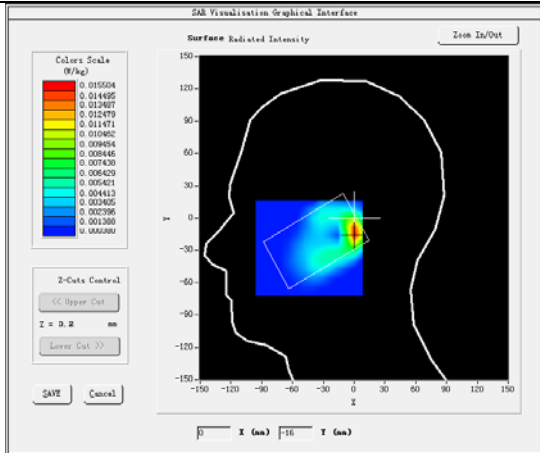 SAR Visualisation Graphical Interface
Surface Radiated Intensity
Zoom In/Out
Colors Scale
(W/kg)
0.015504
0.014495
0.013487
0.012479
0.011471
0.010462
0.009454
0.008446
0.007438
0.006429
0.005421
0.004413
0.003405
0.002396
0.001388
0.000380
150
120
90
60
30
0
-30
-60
-90
-120
-150
Y
-150 -120 -90 -60 -30 0 30 60 90 120 150
X
Z-Cuts Control
<< Upper Cut
Z = 3.2 mm
Lower Cut >>
SAVE Cancel
0 X (mm) -16 Y (mm)